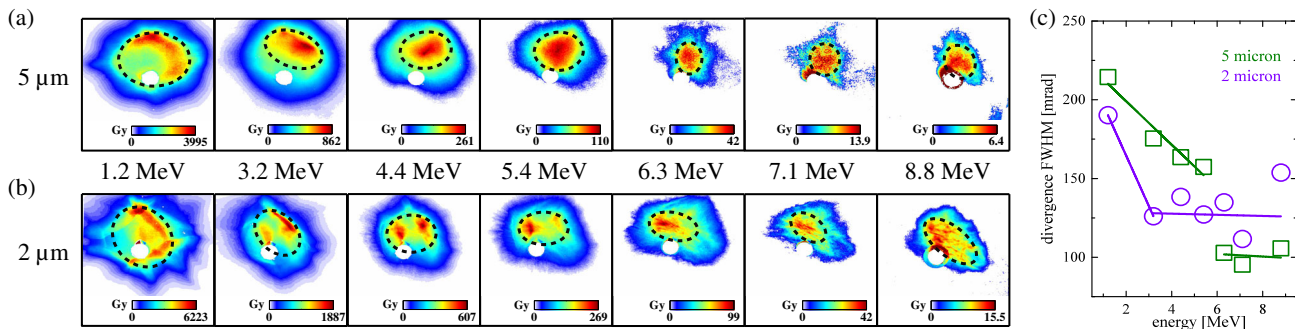 (a)
5 µm
Gy
0 3995
Gy
0 862
Gy
0 261
Gy
0 110
Gy
0 42
Gy
0 13.9
Gy
0 6.4
1.2 MeV 3.2 MeV 4.4 MeV 5.4 MeV 6.3 MeV 7.1 MeV 8.8 MeV
(b)
2 µm
Gy
0 6223
Gy
0 1887
Gy
0 607
Gy
0 269
Gy
0 99
Gy
0 42
Gy
0 15.5
(c)
250
200
150
100
divergence FWHM [mrad]
5 micron
2 micron
2 4 6 8
energy [MeV]